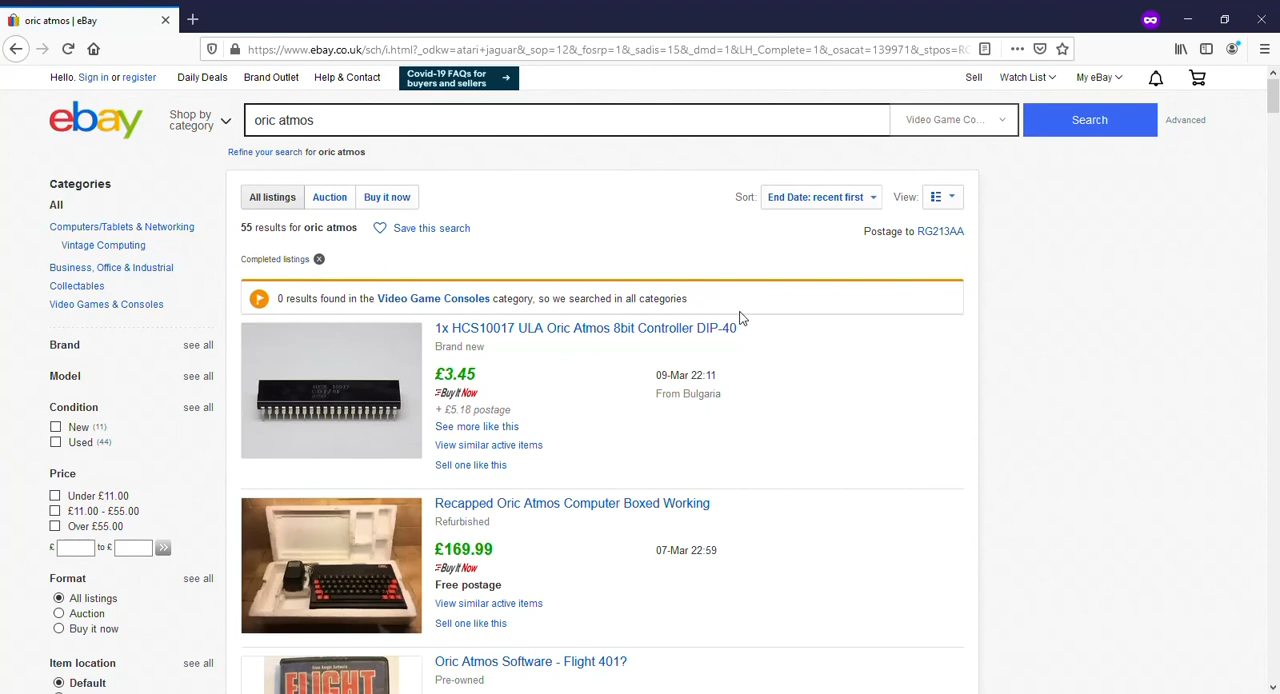 oric atmos | eBay
https://www.ebay.co.uk/sch/i.html?_odkw=atari+jaguar&_sop=12&_fosrp=1&_sadis=15&_dmd=1&LH_Complete=1&_osacat=139971&_stpos=RG
Hello. Sign in or register
Daily Deals
Brand Outlet
Help & Contact
Covid-19 FAQs for
buyers and sellers
Sell
Watch List
My eBay
ebay
Shop by
category
oric atmos
Video Game Co...
Search
Advanced
Refine your search for oric atmos
Categories
All
Computers/Tablets & Networking
Vintage Computing
Business, Office & Industrial
Collectables
Video Games & Consoles
Brand see all
Model see all
Condition see all
New (11)
Used (44)
Price
Under £11.00
£11.00 - £55.00
Over £55.00
£ to £
Format see all
All listings
Auction
Buy it now
Item location see all
Default
All listings
Auction
Buy it now
Sort: End Date: recent first
View:
55 results for oric atmos
Save this search
Postage to RG213AA
Completed listings
0 results found in the Video Game Consoles category, so we searched in all categories
1x HCS10017 ULA Oric Atmos 8bit Controller DIP-40
Brand new
£3.45
09-Mar 22:11
Buy It Now
From Bulgaria
+ £5.18 postage
See more like this
View similar active items
Sell one like this
Recapped Oric Atmos Computer Boxed Working
Refurbished
£169.99
07-Mar 22:59
Buy It Now
Free postage
View similar active items
Sell one like this
Oric Atmos Software - Flight 401?
Pre-owned
FLIGHT